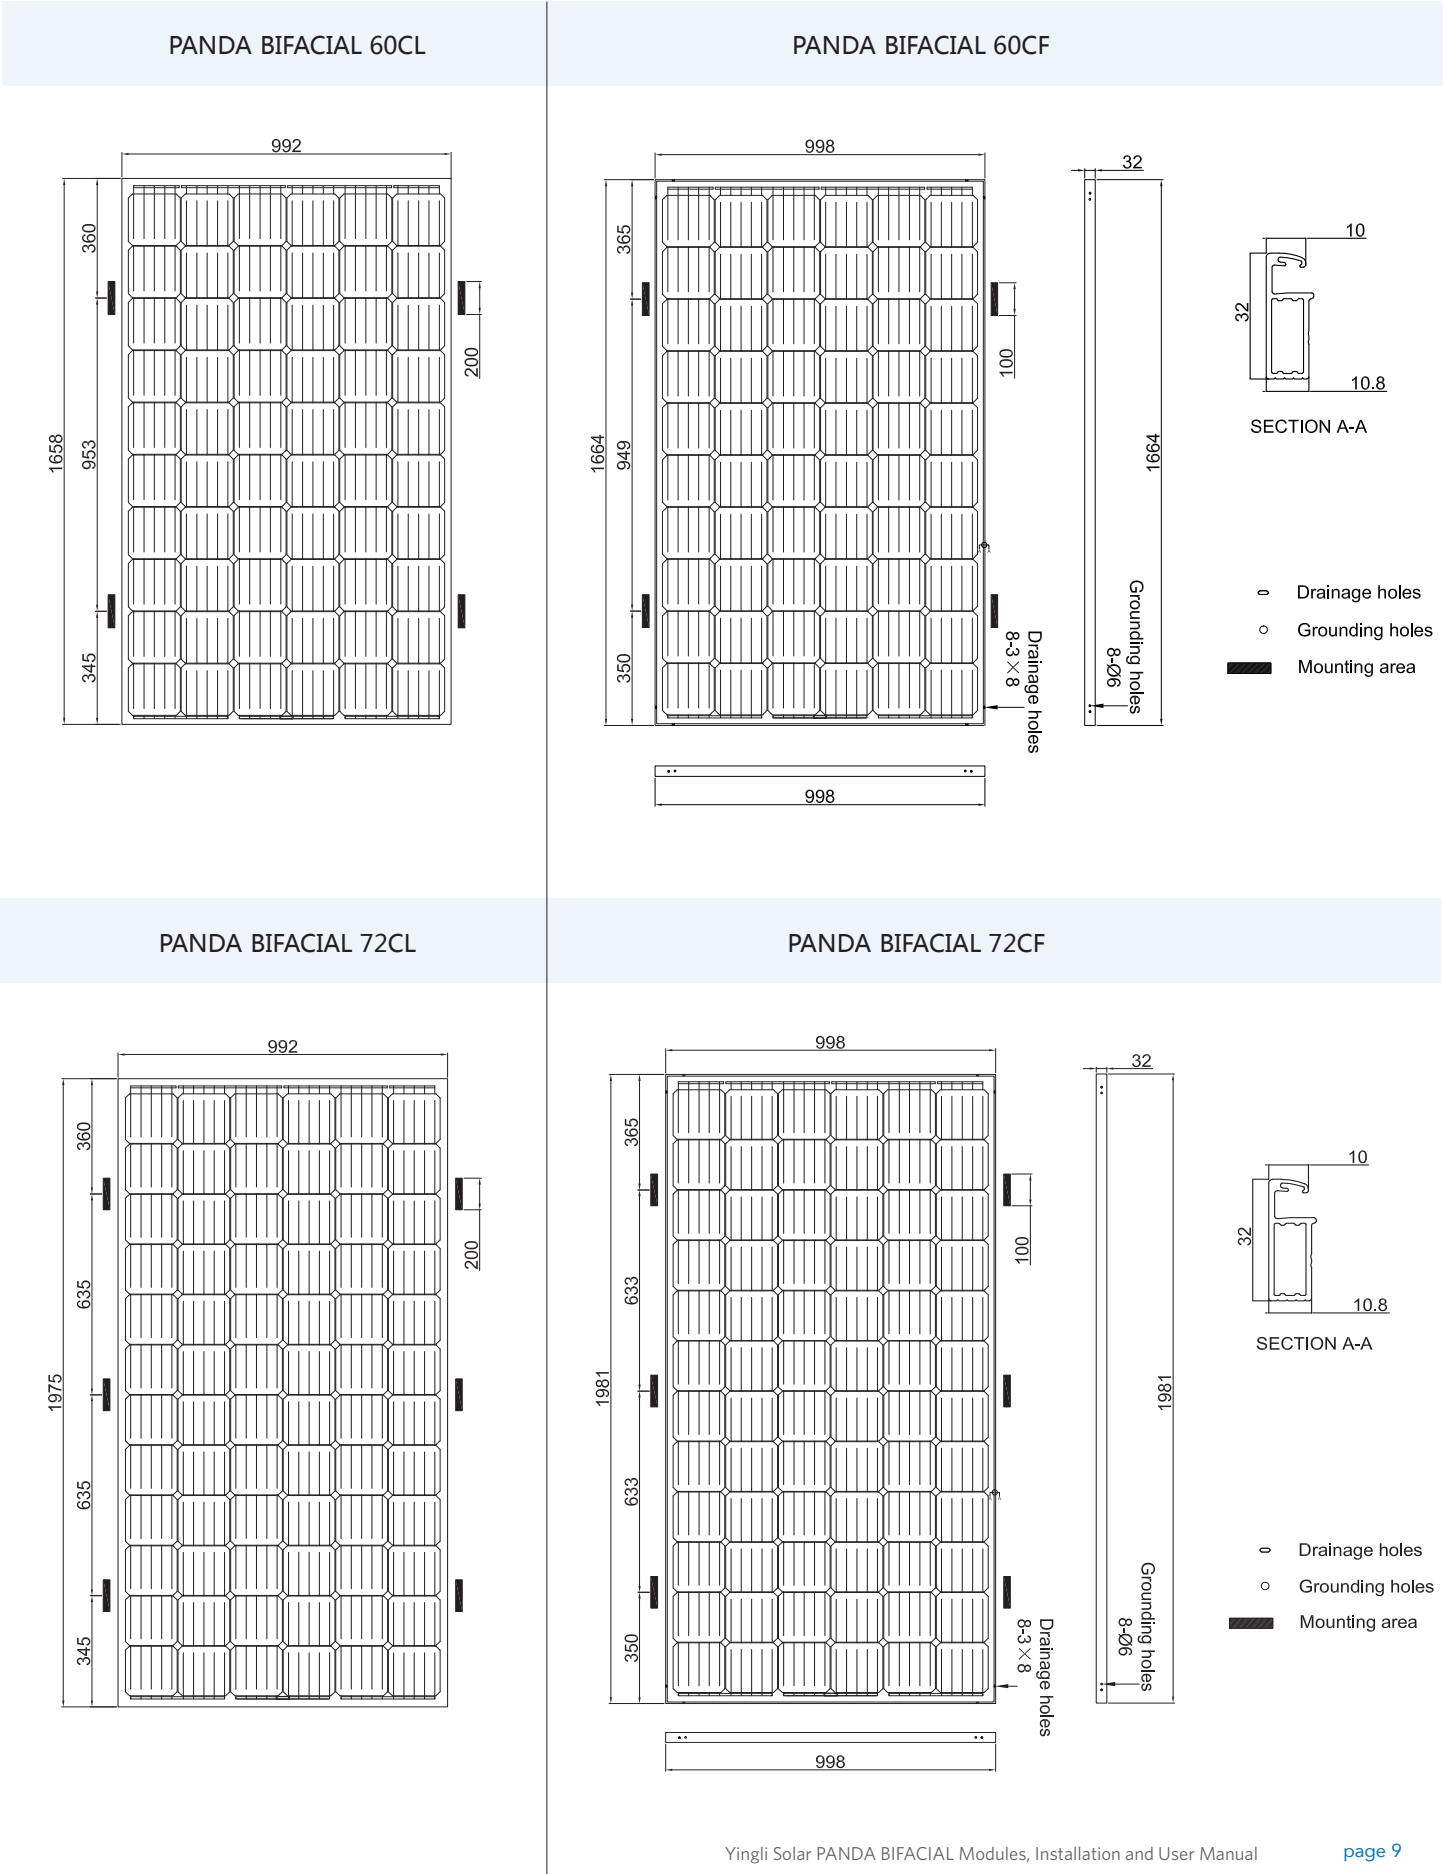 PANDA BIFACIAL 60CL
PANDA BIFACIAL 60CF
992
360
953
345
1658
200
998
365
949
350
1664
100
Drainage holes
8-3×8
998
32
1664
Grounding holes
8-Ø6
10
32
10.8
SECTION A-A
Drainage holes
Grounding holes
Mounting area
PANDA BIFACIAL 72CL
PANDA BIFACIAL 72CF
992
360
635
635
345
1975
200
998
365
633
633
350
1981
100
Drainage holes
8-3×8
998
32
1981
Grounding holes
8-Ø6
10
32
10.8
SECTION A-A
Drainage holes
Grounding holes
Mounting area
Yingli Solar PANDA BIFACIAL Modules, Installation and User Manual
page 9